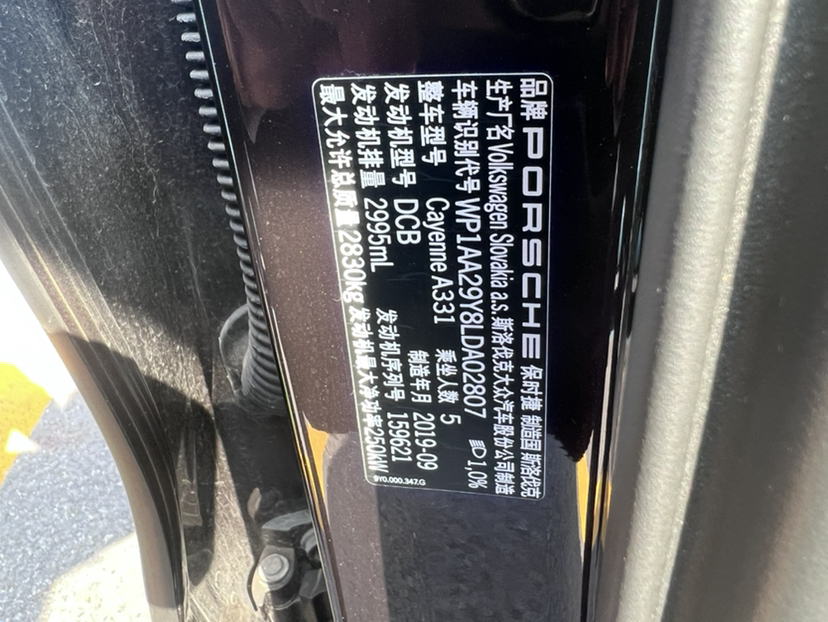 品牌 PORSCHE 保时捷 制造国 斯洛伐克
生产厂名 Volkswagen Slovakia a.s. 斯洛伐克大众汽车股份公司制造
车辆识别代号 WP1AA29Y8LDA02807 1,0%
整车型号 Cayenne A331 乘坐人数 5
发动机型号 DCB 制造年月 2019-09
发动机排量 2995mL 发动机序列号 159621
最大允许总质量 2830kg 发动机最大净功率 250kW
9Y0.000.347.G